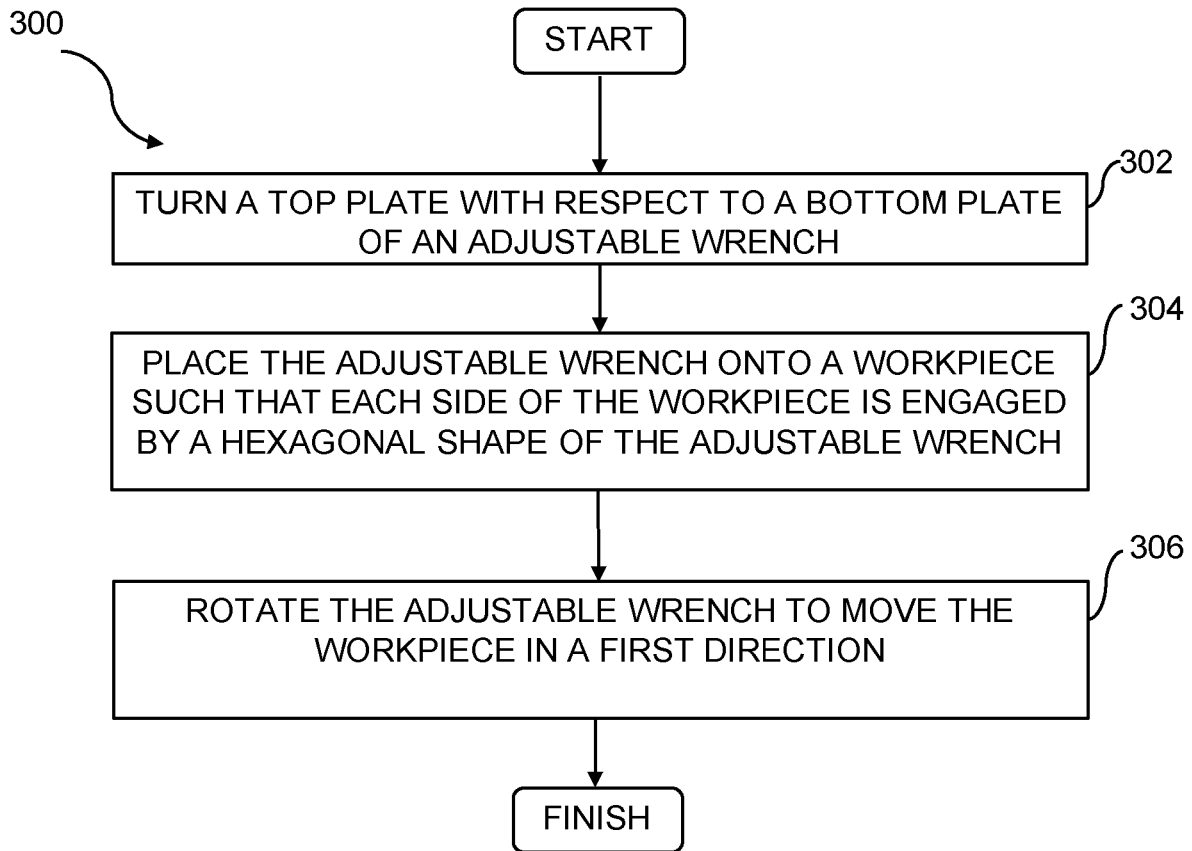 300
START
302
TURN A TOP PLATE WITH RESPECT TO A BOTTOM PLATE
OF AN ADJUSTABLE WRENCH
304
PLACE THE ADJUSTABLE WRENCH ONTO A WORKPIECE
SUCH THAT EACH SIDE OF THE WORKPIECE IS ENGAGED
BY A HEXAGONAL SHAPE OF THE ADJUSTABLE WRENCH
306
ROTATE THE ADJUSTABLE WRENCH TO MOVE THE
WORKPIECE IN A FIRST DIRECTION
FINISH